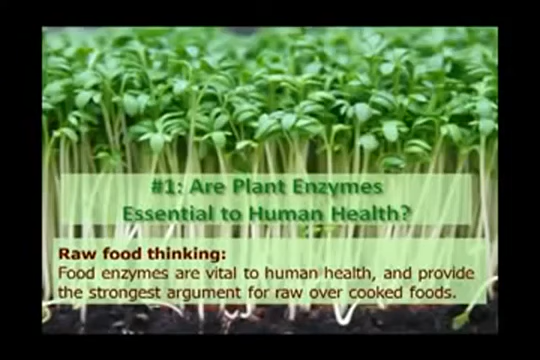 #1: Are Plant Enzymes
Essential to Human Health?
Raw food thinking:
Food enzymes are vital to human health, and provide
the strongest argument for raw over cooked foods.